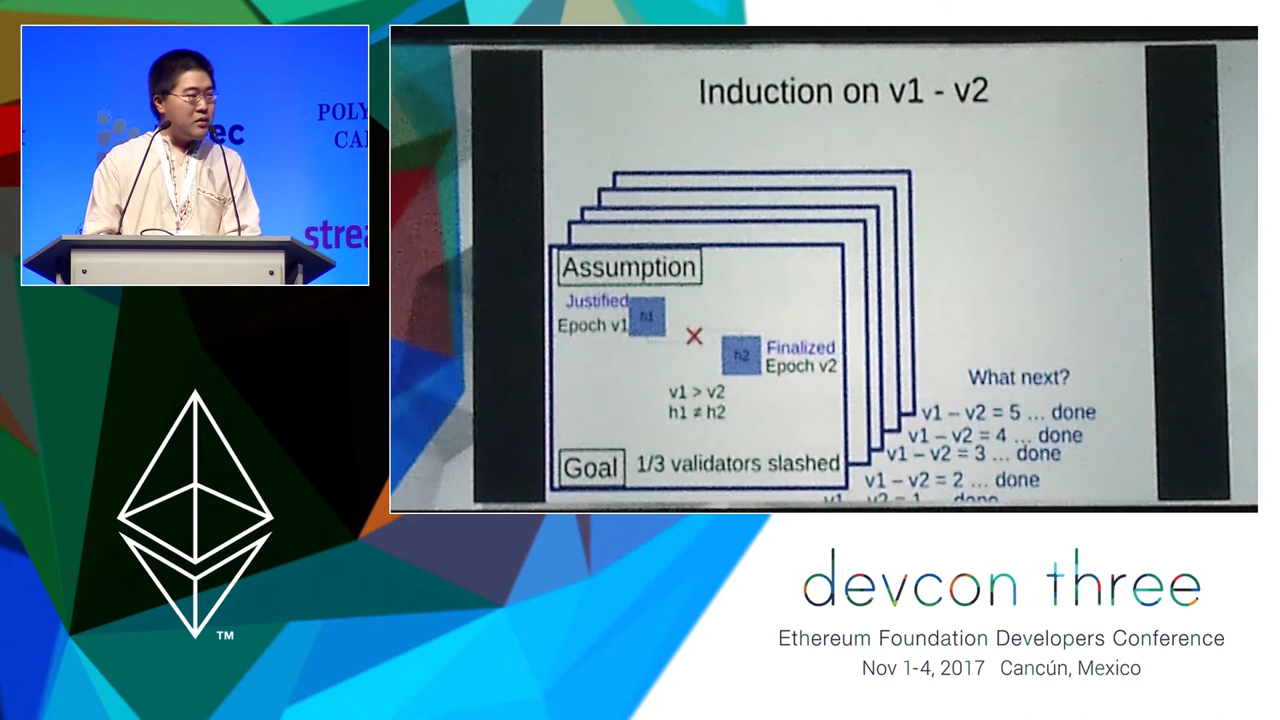 POLY
CA
ec
strea
Induction on v1 - v2
Assumption
Justified
Epoch v1
h1
h2
Finalized
Epoch v2
v1 > v2
h1 ≠ h2
Goal
1/3 validators slashed
What next?
v1 – v2 = 5 ... done
v1 – v2 = 4 ... done
v1 – v2 = 3 ... done
v1 – v2 = 2 ... done
TM
devcon three
Ethereum Foundation Developers Conference
Nov 1-4, 2017 Cancún, Mexico